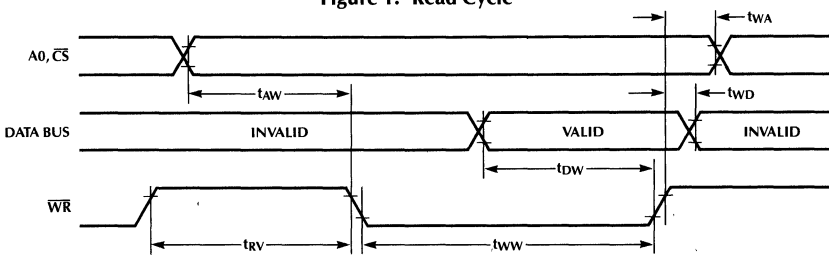 Figure 1. Read Cycle
tWA
A0, CS
tAW
tWD
DATA BUS
INVALID
VALID
INVALID
tDW
WR
tRV
tWW